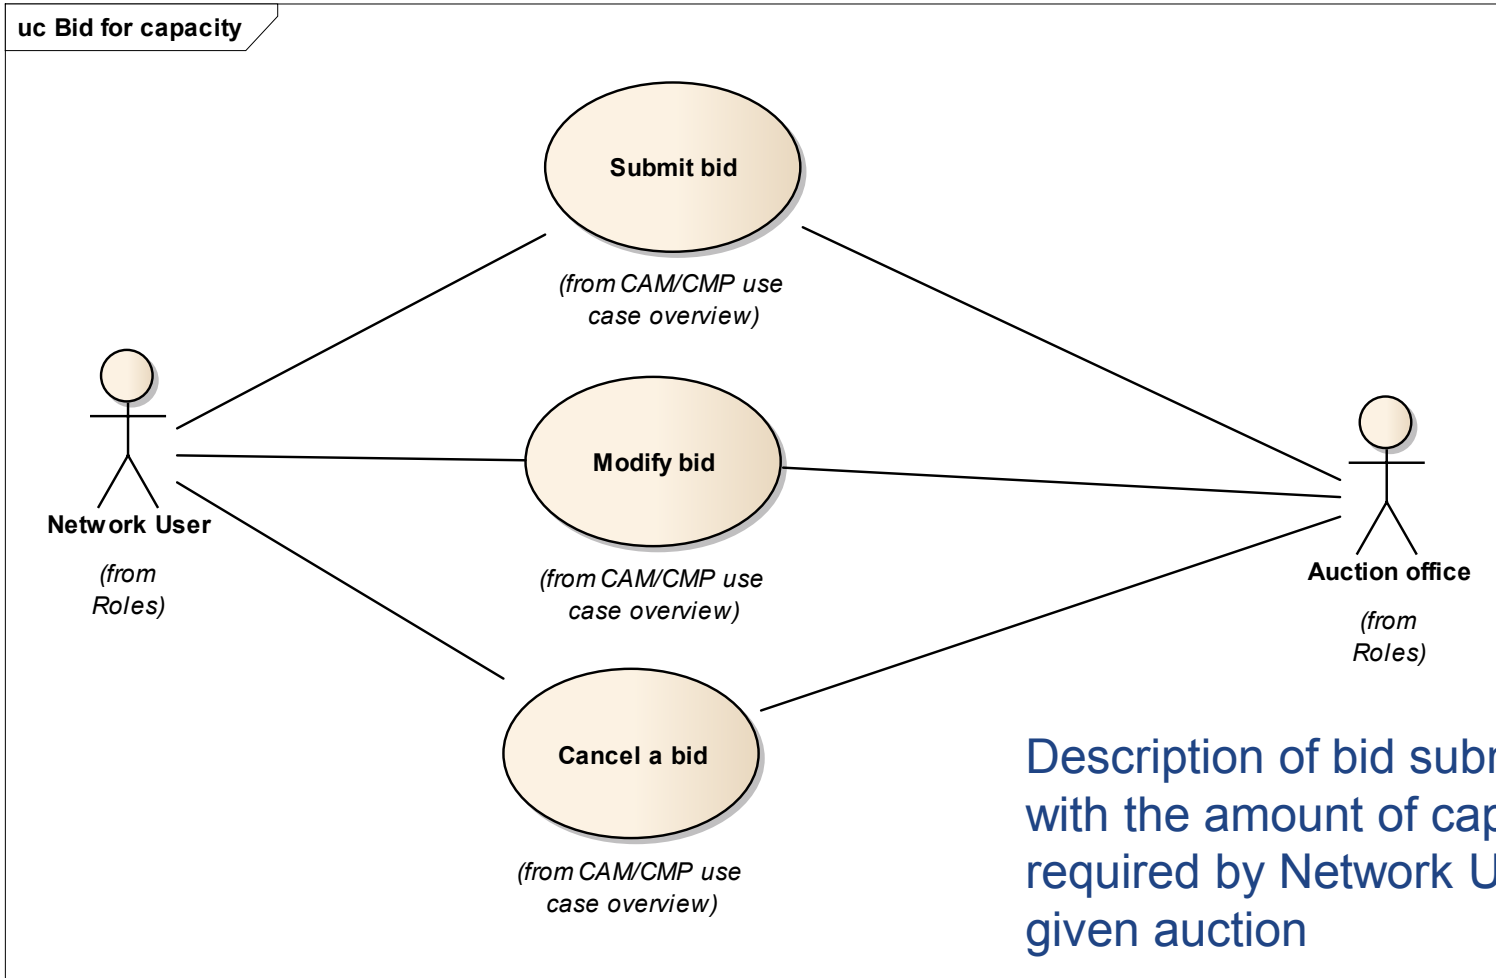 uc Bid for capacity
Submit bid
(from CAM/CMP use
case overview)
Network User
(from
Roles)
Modify bid
(from CAM/CMP use
case overview)
Auction office
(from
Roles)
Cancel a bid
(from CAM/CMP use
case overview)
Description of bid
with the amount of
required by Network
given auction